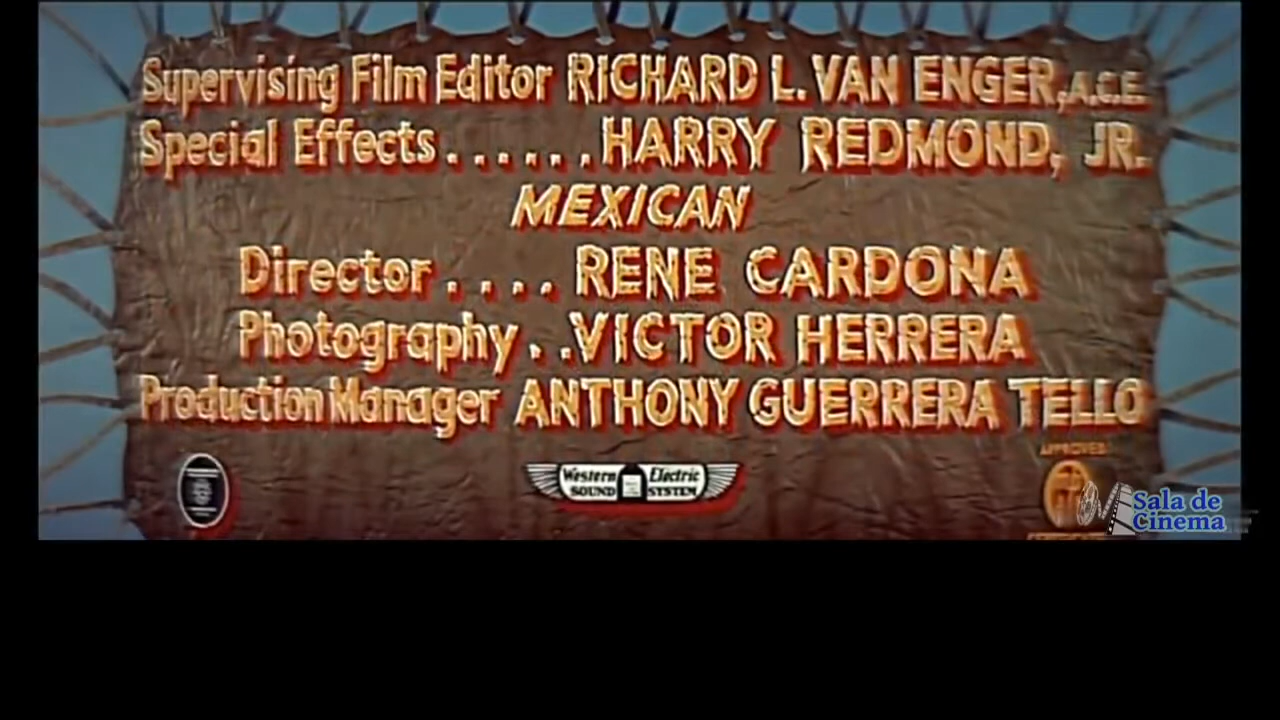 Supervising Film Editor RICHARD L. VAN ENGER, A.C.E.
Special Effects . . . . . . HARRY REDMOND, JR.
MEXICAN
Director . . . . RENE CARDONA
Photography . . VICTOR HERRERA
Production Manager ANTHONY GUERRERA TELLO
Western Electric
SOUND SYSTEM
APPROVED
Sala de
Cinema